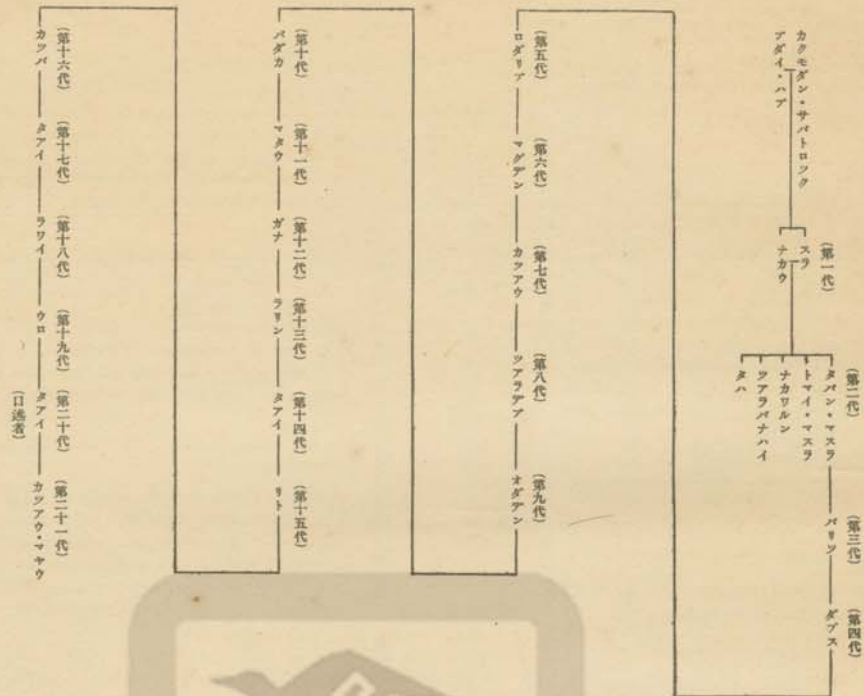 カクモダン・サバトロック
アダイ・ハブ
(第一代)
スラ
ナカウ
(第二代)
タバン・マスラ
トマイ・マスラ
ナカワルン
ツアラバナハイ
タハ
(第三代)
バリツ
(第四代)
ダブス
(第五代)
ロダリブ
(第六代)
マグデン
(第七代)
カツアウ
(第八代)
ツアラデブ
(第九代)
オダデン
(第十代)
バダカ
(第十一代)
マタウ
(第十二代)
ガナ
(第十三代)
ラリン
(第十四代)
タアイ
(第十五代)
リト
(第十六代)
カツバ
(第十七代)
タアイ
(第十八代)
ラワイ
(第十九代)
ウロ
(第二十代)
タアイ
(口述者)
(第二十一代)
カツアウ・マヤウ